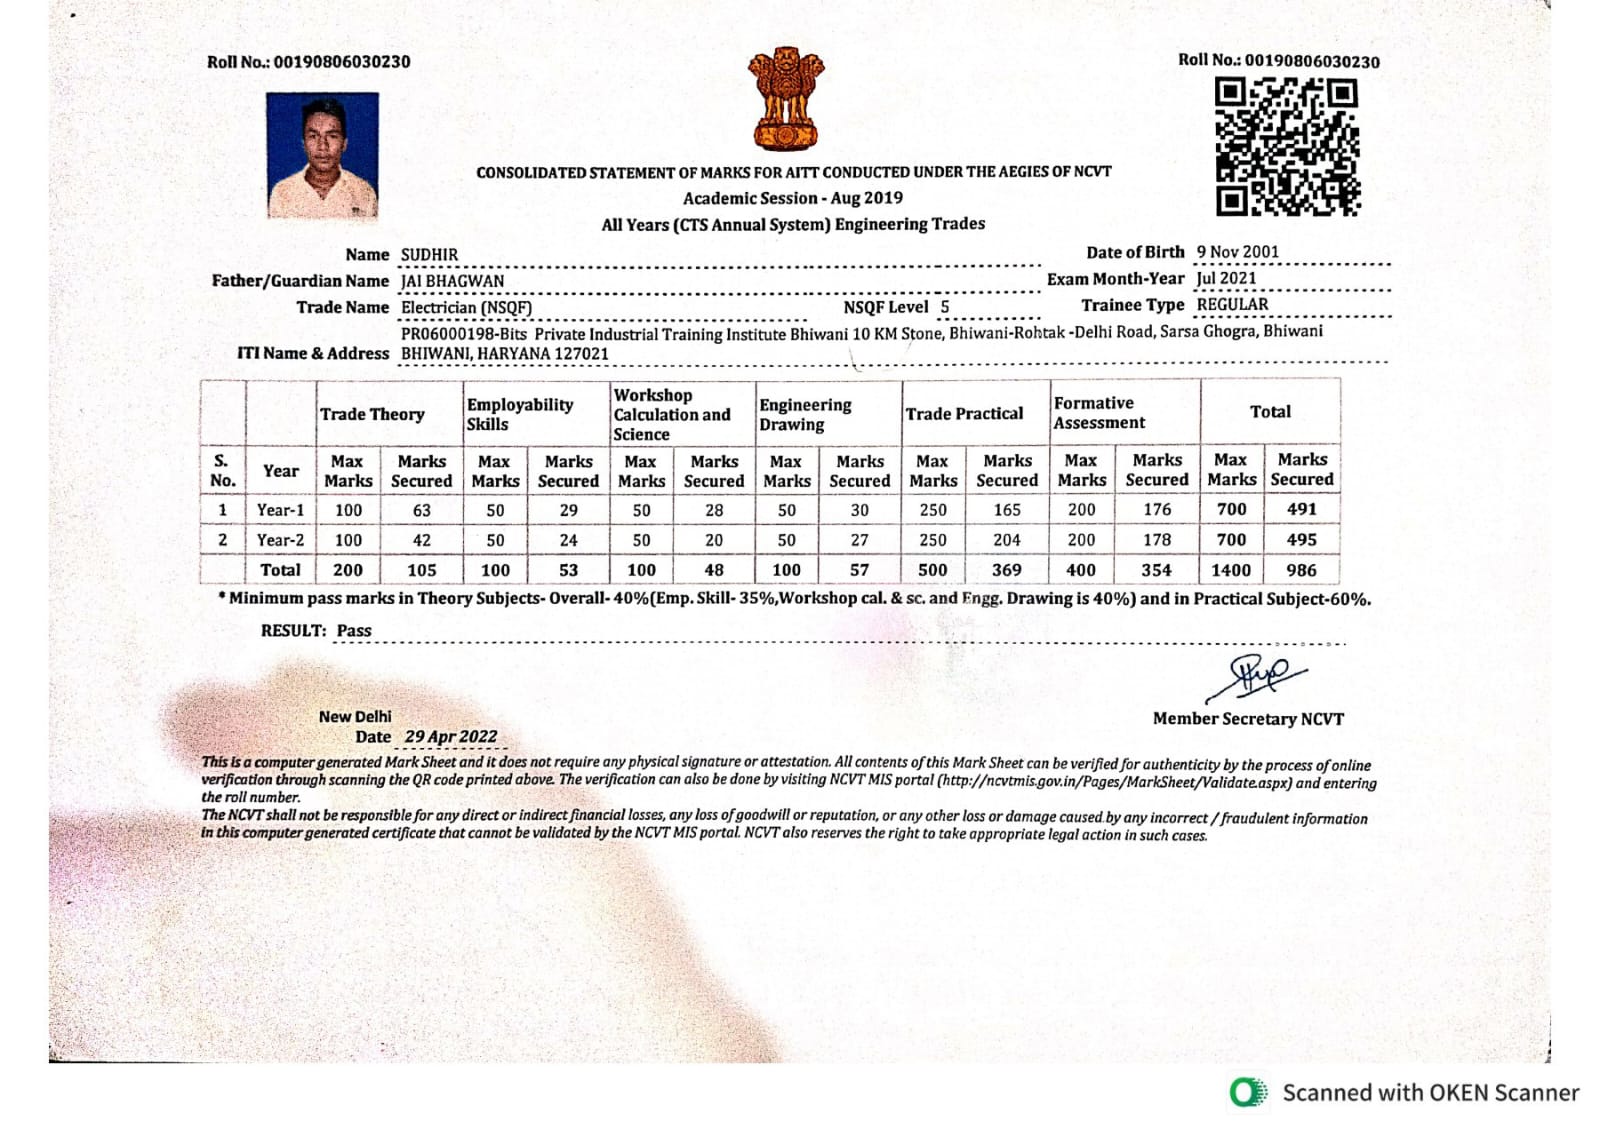 Roll No.: 00190806030230
Roll No.: 00190806030230
CONSOLIDATED STATEMENT OF MARKS FOR AITT CONDUCTED UNDER THE AEGIES OF NCVT
Academic Session - Aug 2019
All Years (CTS Annual System) Engineering Trades
Name SUDHIR Date of Birth 9 Nov 2001
Father/Guardian Name JAI BHAGWAN Exam Month-Year Jul 2021
Trade Name Electrician (NSQF) NSQF Level 5 Trainee Type REGULAR
PR06000198-Bits Private Industrial Training Institute Bhiwani 10 KM Stone, Bhiwani-Rohtak -Delhi Road, Sarsa Ghogra, Bhiwani
ITI Name & Address BHIWANI, HARYANA 127021
Trade Theory Employability Skills Workshop Calculation and Science Engineering Drawing Trade Practical Formative Assessment Total
S. No. Year Max Marks Marks Secured Max Marks Marks Secured Max Marks Marks Secured Max Marks Marks Secured Max Marks Marks Secured Max Marks Marks Secured Max Marks Marks Secured
1 Year-1 100 63 50 29 50 28 50 30 250 165 200 176 700 491
2 Year-2 100 42 50 24 50 20 50 27 250 204 200 178 700 495
Total 200 105 100 53 100 48 100 57 500 369 400 354 1400 986
* Minimum pass marks in Theory Subjects- Overall- 40%(Emp. Skill- 35%,Workshop cal. & sc. and Engg. Drawing is 40%) and in Practical Subject-60%.
RESULT: Pass
Member Secretary NCVT
New Delhi
Date 29 Apr 2022
This is a computer generated Mark Sheet and it does not require any physical signature or attestation. All contents of this Mark Sheet can be verified for authenticity by the process of online
verification through scanning the QR code printed above. The verification can also be done by visiting NCVT MIS portal (http://ncvtmis.gov.in/Pages/MarkSheet/Validate.aspx) and entering
the roll number.
The NCVT shall not be responsible for any direct or indirect financial losses, any loss of goodwill or reputation, or any other loss or damage caused by any incorrect / fraudulent information
in this computer generated certificate that cannot be validated by the NCVT MIS portal. NCVT also reserves the right to take appropriate legal action in such cases.
Scanned with OKEN Scanner